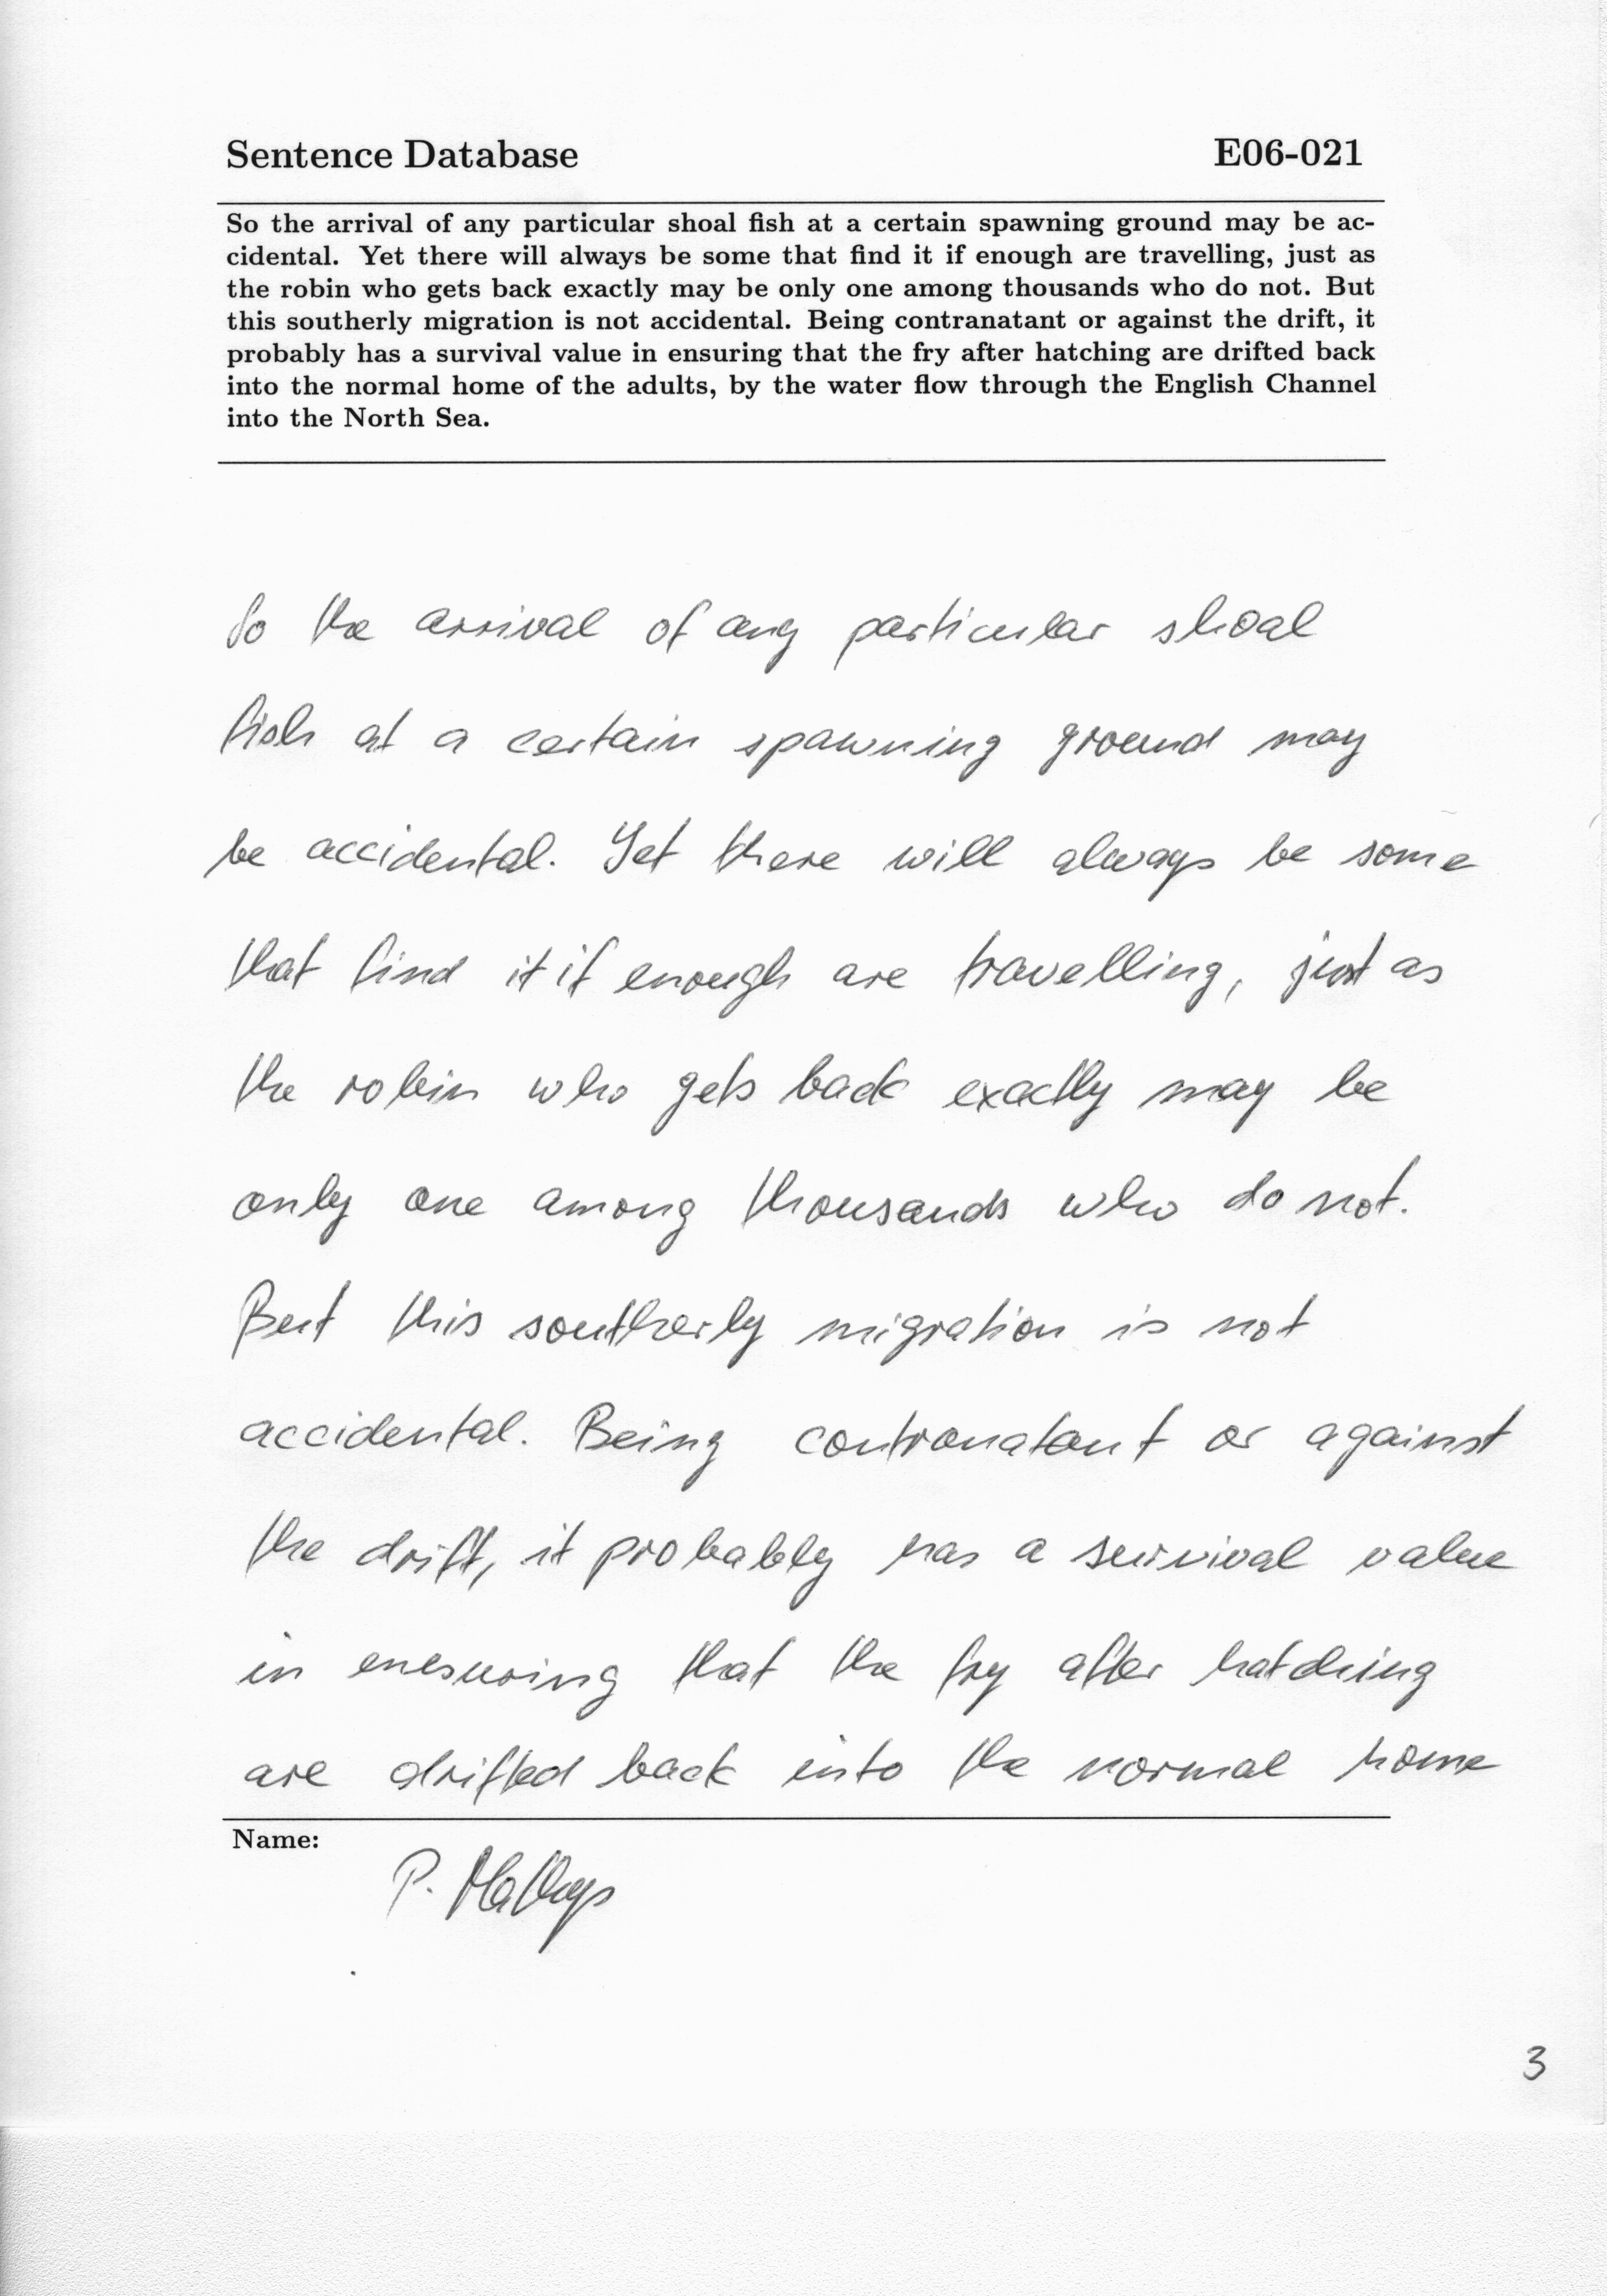 Sentence Database E06-021
So the arrival of any particular shoal fish at a certain spawning ground may be ac-
cidental. Yet there will always be some that find it if enough are travelling, just as
the robin who gets back exactly may be only one among thousands who do not. But
this southerly migration is not accidental. Being contranatant or against the drift, it
probably has a survival value in ensuring that the fry after hatching are drifted back
into the normal home of the adults, by the water flow through the English Channel
into the North Sea.
So the arrival of any particular shoal
fish at a certain spawning ground may
be accidental. Yet there will always be some
that find it if enough are travelling, just as
the robin who gets back exactly may be
only one among thousands who do not.
But this southerly migration is not
accidental. Being contranatant or against
the drift, it probably has a survival value
in enesuring that the fry after hatching
are drifted back into the normal home
Name:
P. Mathys
3